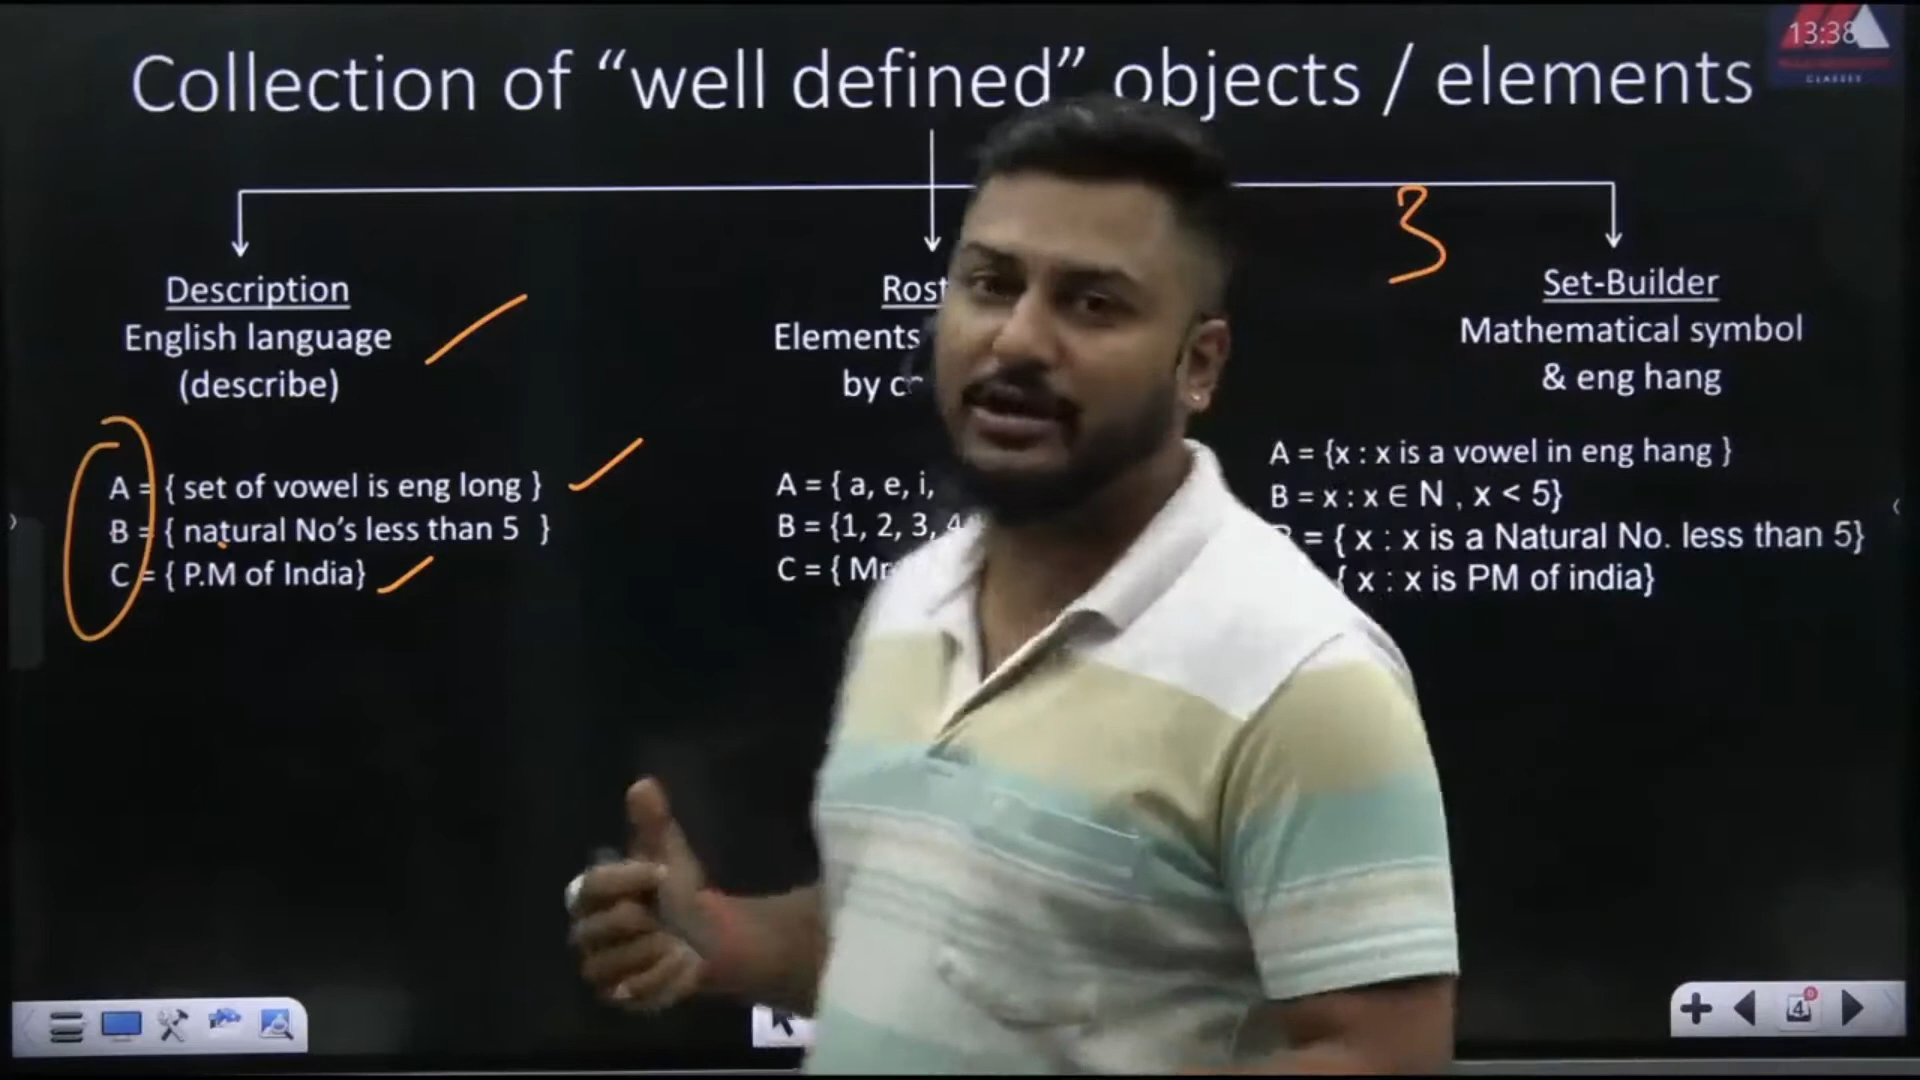 13:38
Collection of “well defined” objects / elements
CLASSES
3
Description
English language
(describe)
A = { set of vowel is eng long }
B = { natural No’s less than 5 }
C = { P.M of India}
Rost
Elements
by
A = { a, e, i,
B = {1, 2, 3, 4
C = { Mr
Set-Builder
Mathematical symbol
& eng hang
A = {x : x is a vowel in eng hang }
B = x : x ∈ N , x < 5}
= { x : x is a Natural No. less than 5}
{ x : x is PM of india}
4